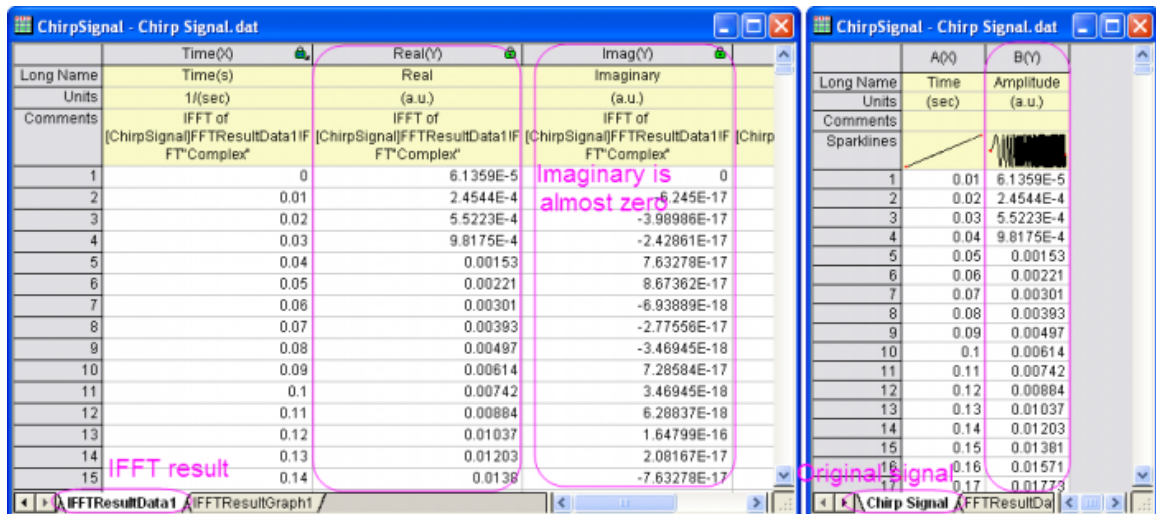 ChirpSignal - Chirp Signal.dat
Time(X) Real(Y) Imag(Y)
Long Name Time(s) Real Imaginary
Units 1/(sec) (a.u.) (a.u.)
Comments IFFT of IFFT of IFFT of
[ChirpSignal]FFTResultData1!F [ChirpSignal]FFTResultData1!F [ChirpSignal]FFTResultData1!F [Chirp
FT"Complex" FT"Complex" FT"Complex"
1 0 6.1359E-5 0
2 0.01 2.4544E-4 -6.245E-17
3 0.02 5.5223E-4 -3.98986E-17
4 0.03 9.8175E-4 -2.42861E-17
5 0.04 0.00153 7.63278E-17
6 0.05 0.00221 8.67362E-17
7 0.06 0.00301 -6.93889E-18
8 0.07 0.00393 -2.77556E-17
9 0.08 0.00497 -3.46945E-18
10 0.09 0.00614 7.28584E-17
11 0.1 0.00742 3.46945E-18
12 0.11 0.00884 6.28837E-18
13 0.12 0.01037 1.64799E-16
14 0.13 0.01203 2.08167E-17
15 0.14 0.0138 -7.63278E-17
Imaginary is
almost zero
IFFT result
IFFTResultData1 IFFTResultGraph1
ChirpSignal - Chirp Signal.dat
A(X) B(Y)
Long Name Time Amplitude
Units (sec) (a.u.)
Comments
Sparklines
1 0.01 6.1359E-5
2 0.02 2.4544E-4
3 0.03 5.5223E-4
4 0.04 9.8175E-4
5 0.05 0.00153
6 0.06 0.00221
7 0.07 0.00301
8 0.08 0.00393
9 0.09 0.00497
10 0.1 0.00614
11 0.11 0.00742
12 0.12 0.00884
13 0.13 0.01037
14 0.14 0.01203
15 0.15 0.01381
16 0.16 0.01571
17 0.17 0.01773
Original signal
Chirp Signal FFTResultDa